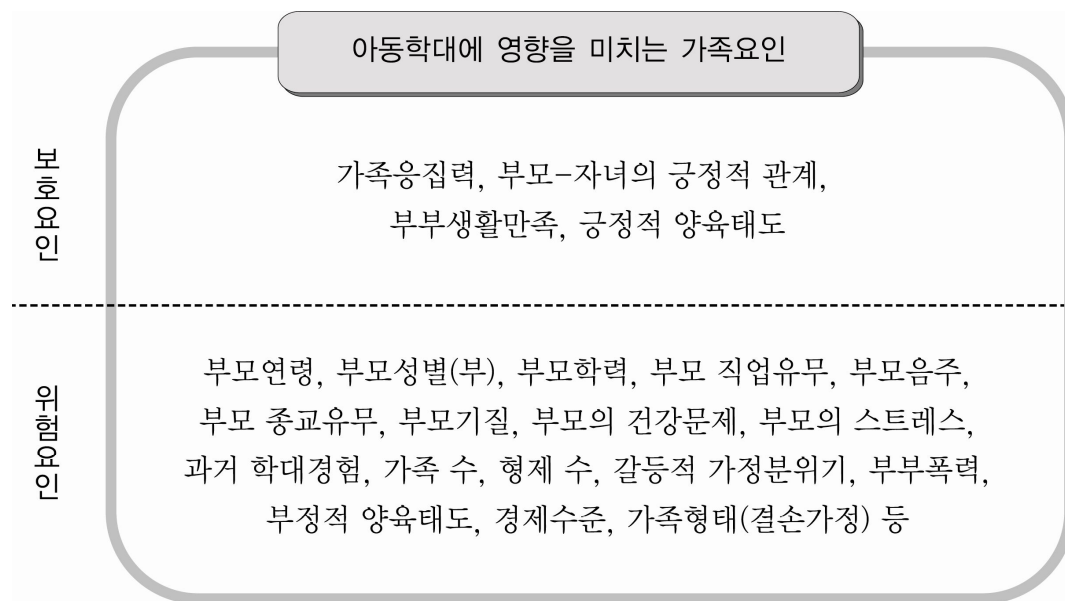 아동학대에 영향을 미치는 가족요인
보호요인
가족응집력, 부모-자녀의 긍정적 관계,
부부생활만족, 긍정적 양육태도
위험요인
부모연령, 부모성별(부), 부모학력, 부모 직업유무, 부모음주,
부모 종교유무, 부모기질, 부모의 건강문제, 부모의 스트레스,
과거 학대경험, 가족 수, 형제 수, 갈등적 가정분위기, 부부폭력,
부정적 양육태도, 경제수준, 가족형태(결손가정) 등